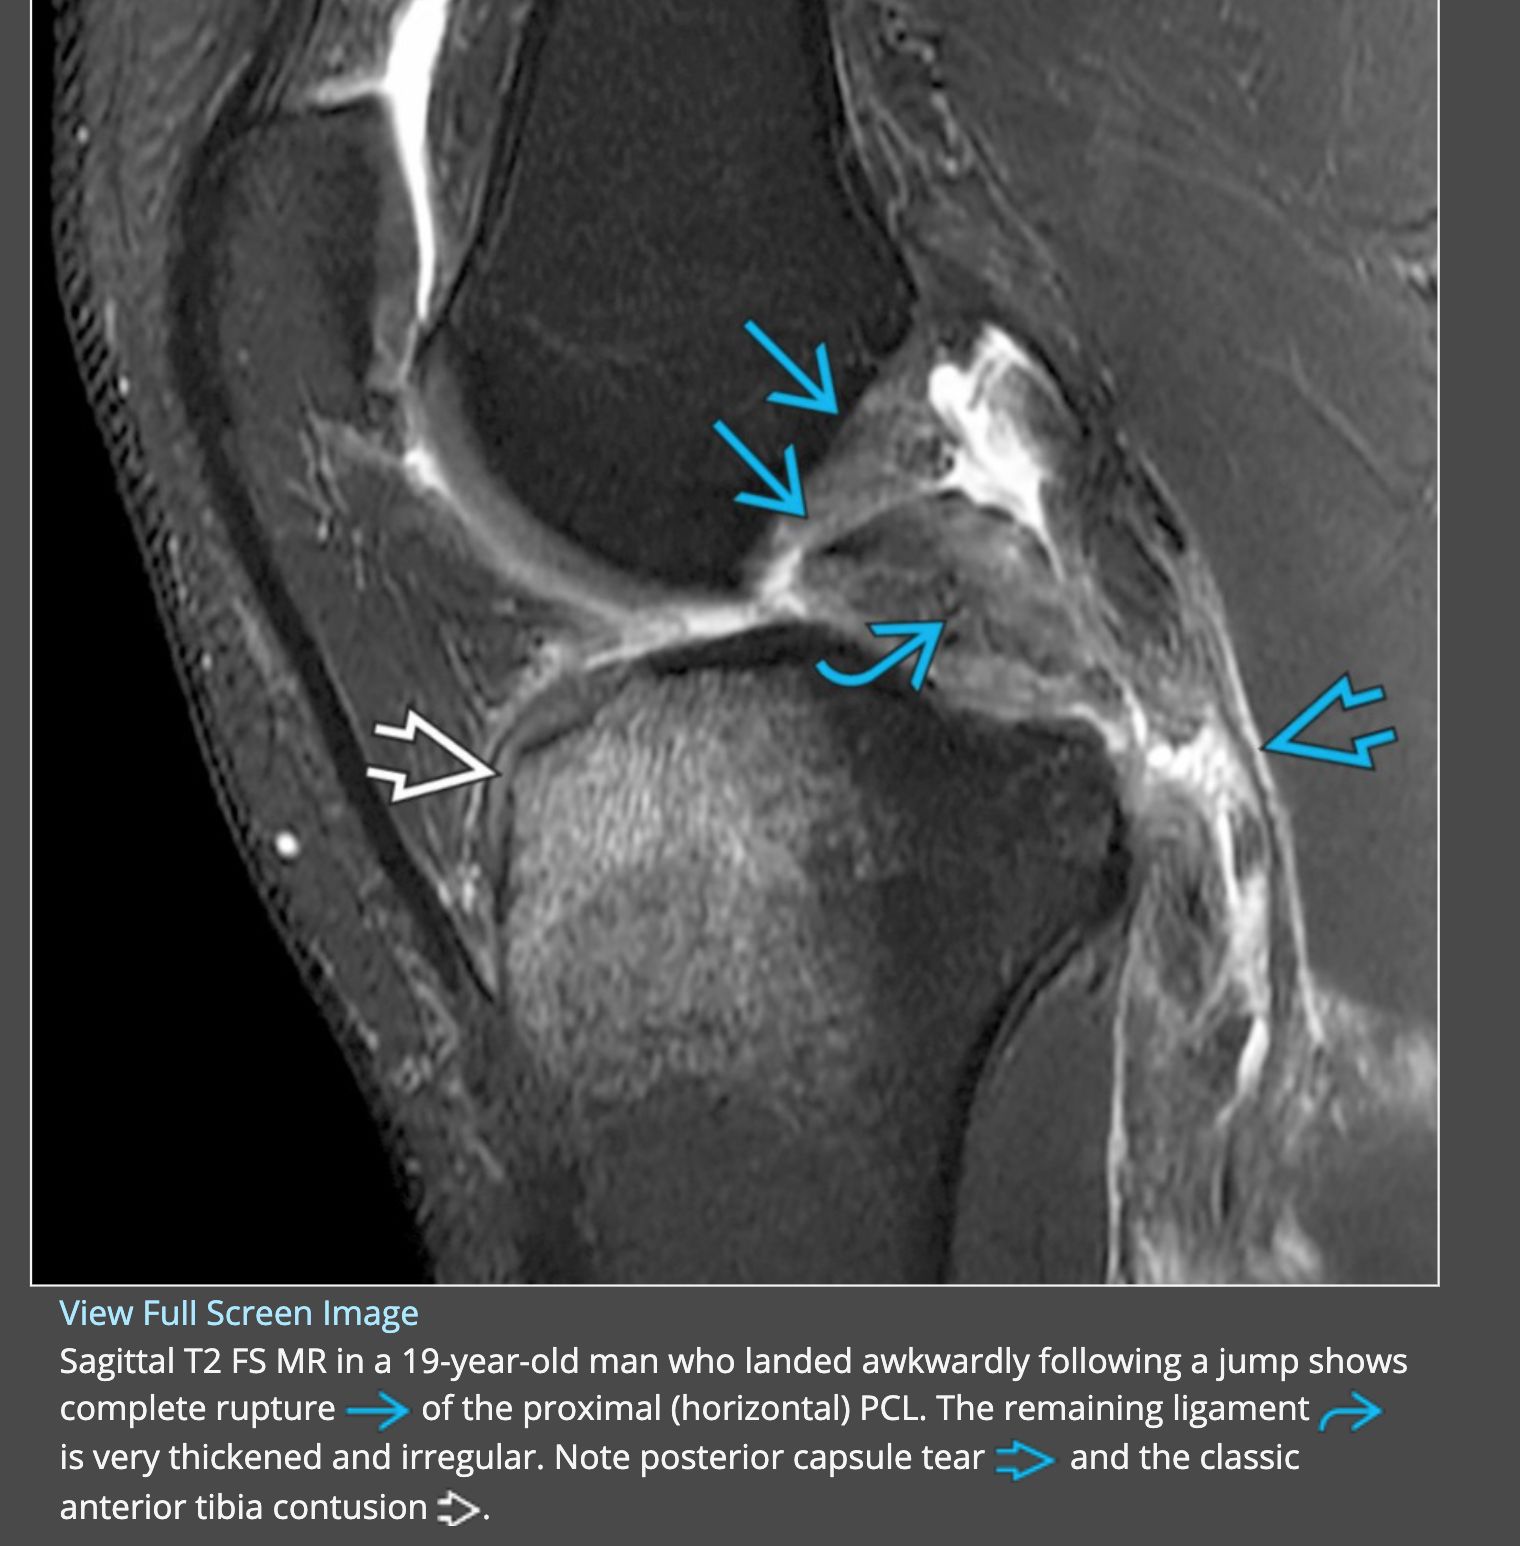 View Full Screen Image
Sagittal T2 FS MR in a 19-year-old man who landed awkwardly following a jump shows
complete rupture of the proximal (horizontal) PCL. The remaining ligament
is very thickened and irregular. Note posterior capsule tear and the classic
anterior tibia contusion .